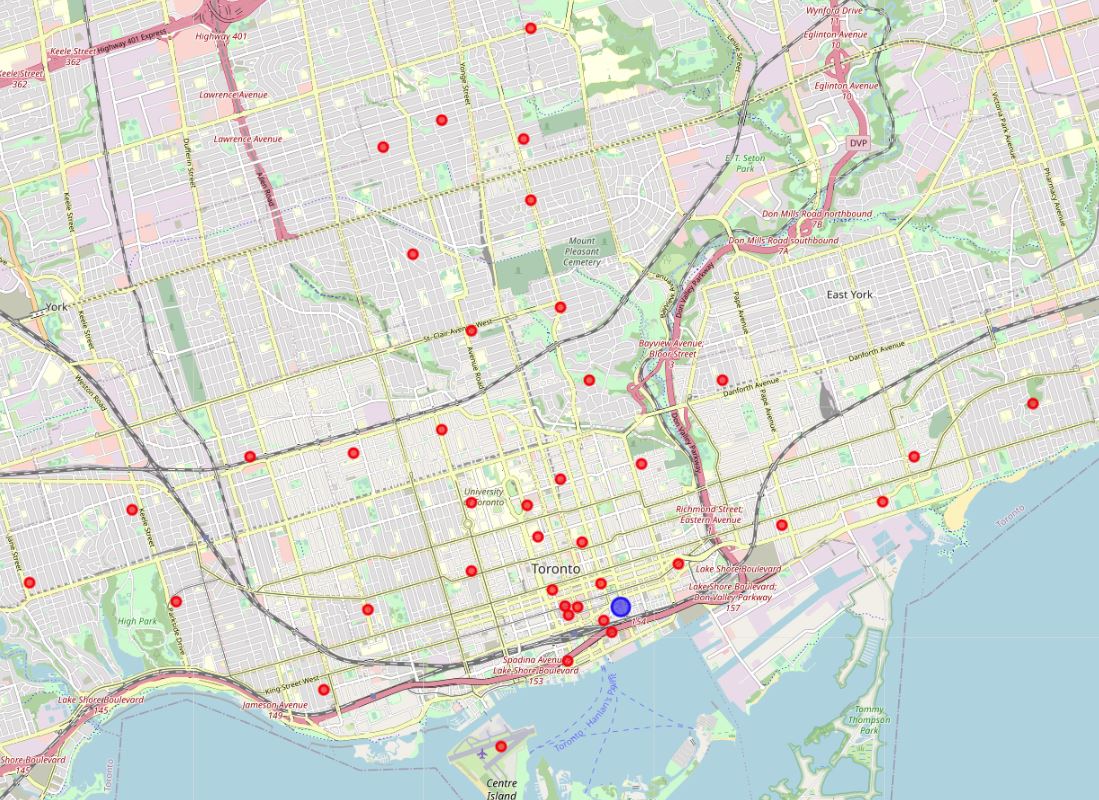 Wynford Drive
11
Keele Street
362
Highway 401 Express
Highway 401
Eglinton Avenue
10
Keele Street
362
Yonge Street
Leslie Street
Eglinton Avenue
10
Lawrence Avenue
Victoria Park Avenue
Lawrence Avenue
Dufferin Street
DVP
E. T. Seton
Park
Allen Road
Keele Street
Pharmacy Avenue
Don Mills Road northbound
7B
Don Mills Road southbound
7A
Mount
Pleasant
Cemetery
York
Keele Street
Don Valley Parkway
Pape Avenue
East York
St. Clair Avenue West
Bayview Avenue,
Bloor Street
Danforth Avenue
Avenue Road
Weston Road
Danforth Avenue
Pape Avenue
Don Valley Parkway
University
Toronto
Keele Street
Jane Street
Richmond Street,
Eastern Avenue
Toronto
Toronto
Lake Shore Boulevard
Lake Shore Boulevard,
Don Valley Parkway
157
High Park
Parkside Drive
154
Spadina Avenue
Lake Shore Boulevard
153
King Street West
Lake Shore Boulevard
145
Jameson Avenue
149
Toronto - Hanlan's Point
Tommy
Thompson
Park
Shore Boulevard
145
Toronto
Centre
Island